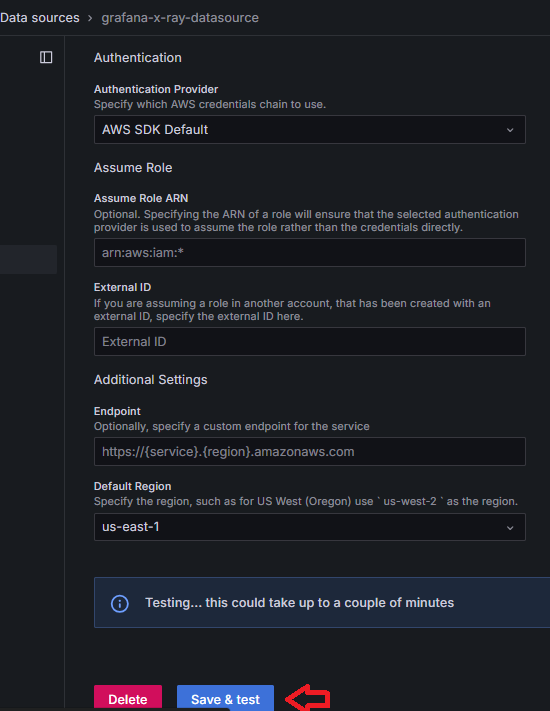 Data sources › grafana-x-ray-datasource
Authentication
Authentication Provider
Specify which AWS credentials chain to use.
AWS SDK Default
Assume Role
Assume Role ARN
Optional. Specifying the ARN of a role will ensure that the selected authentication
provider is used to assume the role rather than the credentials directly.
arn:aws:iam:*
External ID
If you are assuming a role in another account, that has been created with an
external ID, specify the external ID here.
External ID
Additional Settings
Endpoint
Optionally, specify a custom endpoint for the service
https://{service}.{region}.amazonaws.com
Default Region
Specify the region, such as for US West (Oregon) use ` us-west-2 ` as the region.
us-east-1
Testing... this could take up to a couple of minutes
Delete Save & test